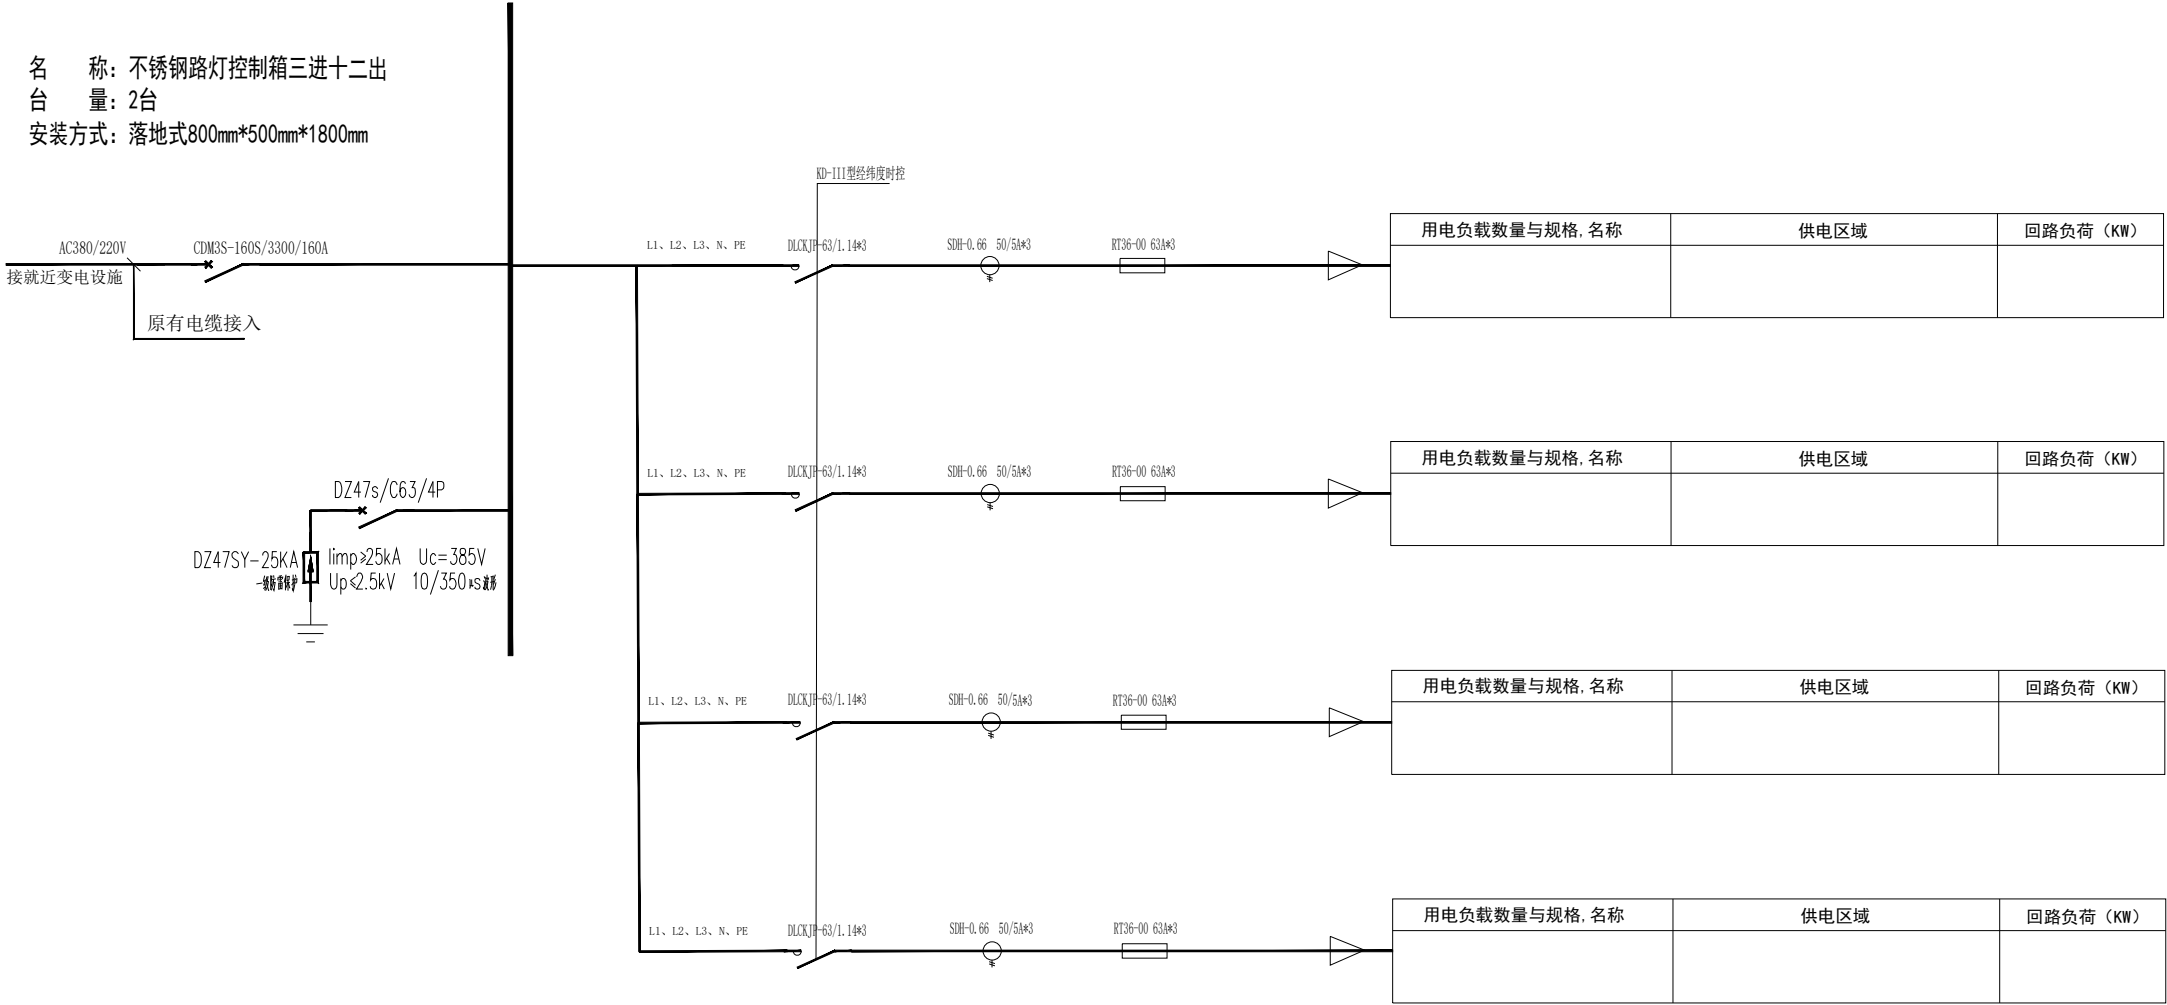 名　　称：不锈钢路灯控制箱三进十二出
台　　量：2台
安装方式：落地式800mm*500mm*1800mm
KD-III型经纬度时控
AC380/220V
CDM3S-160S/3300/160A
接就近变电设施
原有电缆接入
L1、L2、L3、N、PE
DLCKJP-63/1.14*3
SDH-0.66 50/5A*3
RT36-00 63A*3
用电负载数量与规格,名称
供电区域
回路负荷（KW）
DZ47s/C63/4P
DZ47SY-25KA
一级防雷保护
Iimp≥25kA Uc=385V
Up≤2.5kV 10/350μs波形
L1、L2、L3、N、PE
DLCKJP-63/1.14*3
SDH-0.66 50/5A*3
RT36-00 63A*3
用电负载数量与规格,名称
供电区域
回路负荷（KW）
L1、L2、L3、N、PE
DLCKJP-63/1.14*3
SDH-0.66 50/5A*3
RT36-00 63A*3
用电负载数量与规格,名称
供电区域
回路负荷（KW）
L1、L2、L3、N、PE
DLCKJP-63/1.14*3
SDH-0.66 50/5A*3
RT36-00 63A*3
用电负载数量与规格,名称
供电区域
回路负荷（KW）